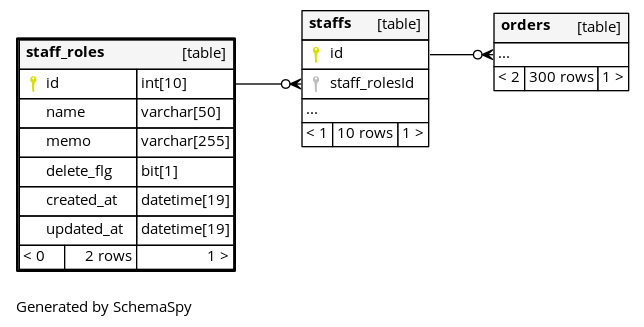 staff_roles [table]
id int[10]
name varchar[50]
memo varchar[255]
delete_flg bit[1]
created_at datetime[19]
updated_at datetime[19]
< 0 2 rows 1 >
staffs [table]
id
staff_rolesId
...
< 1 10 rows 1 >
orders [table]
...
< 2 300 rows 1 >
Generated by SchemaSpy